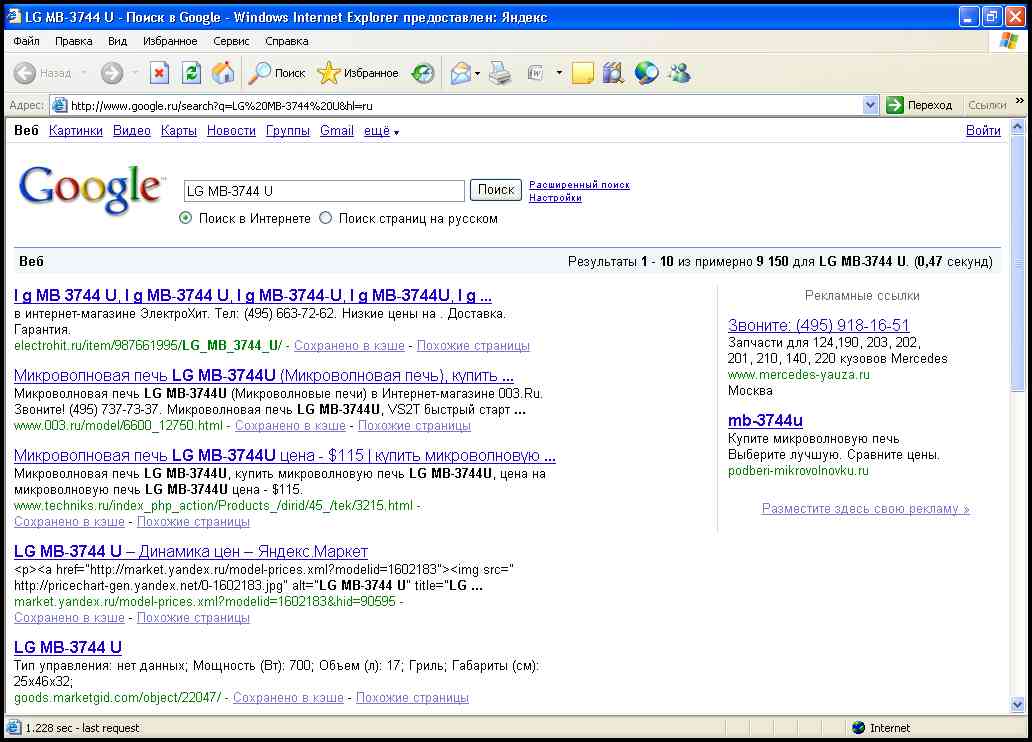 LG MB-3744 U - Поиск в Google - Windows Internet Explorer предоставлен: Яндекс
Файл Правка Вид Избранное Сервис Справка
Назад Поиск Избранное
Адрес: http://www.google.ru/search?q=LG%20MB-3744%20U&hl=ru Переход Ссылки »
Веб Картинки Видео Карты Новости Группы Gmail ещё Войти
Google™
LG MB-3744 U Поиск Расширенный поиск
Настройки
Поиск в Интернете Поиск страниц на русском
Веб Результаты 1 - 10 из примерно 9 150 для LG MB-3744 U. (0,47 секунд)
l g MB 3744 U, l g MB-3744 U, l g MB-3744-U, l g MB-3744U, l g ...
в интернет-магазине ЭлектроХит. Тел: (495) 663-72-62. Низкие цены на . Доставка.
Гарантия.
electrohit.ru/item/987661995/LG_MB_3744_U/ - Сохранено в кэше - Похожие страницы
Микроволновая печь LG MB-3744U (Микроволновая печь), купить ...
Микроволновая печь LG MB-3744U (Микроволновые печи) в Интернет-магазине 003.Ru.
Звоните! (495) 737-73-37. Микроволновая печь LG MB-3744U, VS2T быстрый старт ...
www.003.ru/model/6600_12750.html - Сохранено в кэше - Похожие страницы
Микроволновая печь LG MB-3744U цена - $115 | купить микроволновую ...
Микроволновая печь LG MB-3744U, купить микроволновую печь LG MB-3744U, цена на
микроволновую печь LG MB-3744U цена - $115.
www.techniks.ru/index_php_action/Products_/dirid/45_/tek/3215.html -
Сохранено в кэше - Похожие страницы
LG MB-3744 U – Динамика цен – Яндекс.Маркет
<p><a href="http://market.yandex.ru/model-prices.xml?modelid=1602183"><img src="
http://pricechart-gen.yandex.net/0-1602183.jpg" alt="LG MB-3744 U" title="LG ...
market.yandex.ru/model-prices.xml?modelid=1602183&hid=90595 -
Сохранено в кэше - Похожие страницы
LG MB-3744 U
Тип управления: нет данных; Мощность (Вт): 700; Объем (л): 17; Гриль; Габариты (см):
25x46x32;
goods.marketgid.com/object/22047/ - Сохранено в кэше - Похожие страницы
Рекламные ссылки
Звоните: (495) 918-16-51
Запчасти для 124,190, 203, 202,
201, 210, 140, 220 кузовов Mercedes
www.mercedes-yauza.ru
Москва
mb-3744u
Купите микроволновую печь
Выберите лучшую. Сравните цены.
podberi-mikrovolnovku.ru
Разместите здесь свою рекламу »
1.228 sec - last request Internet